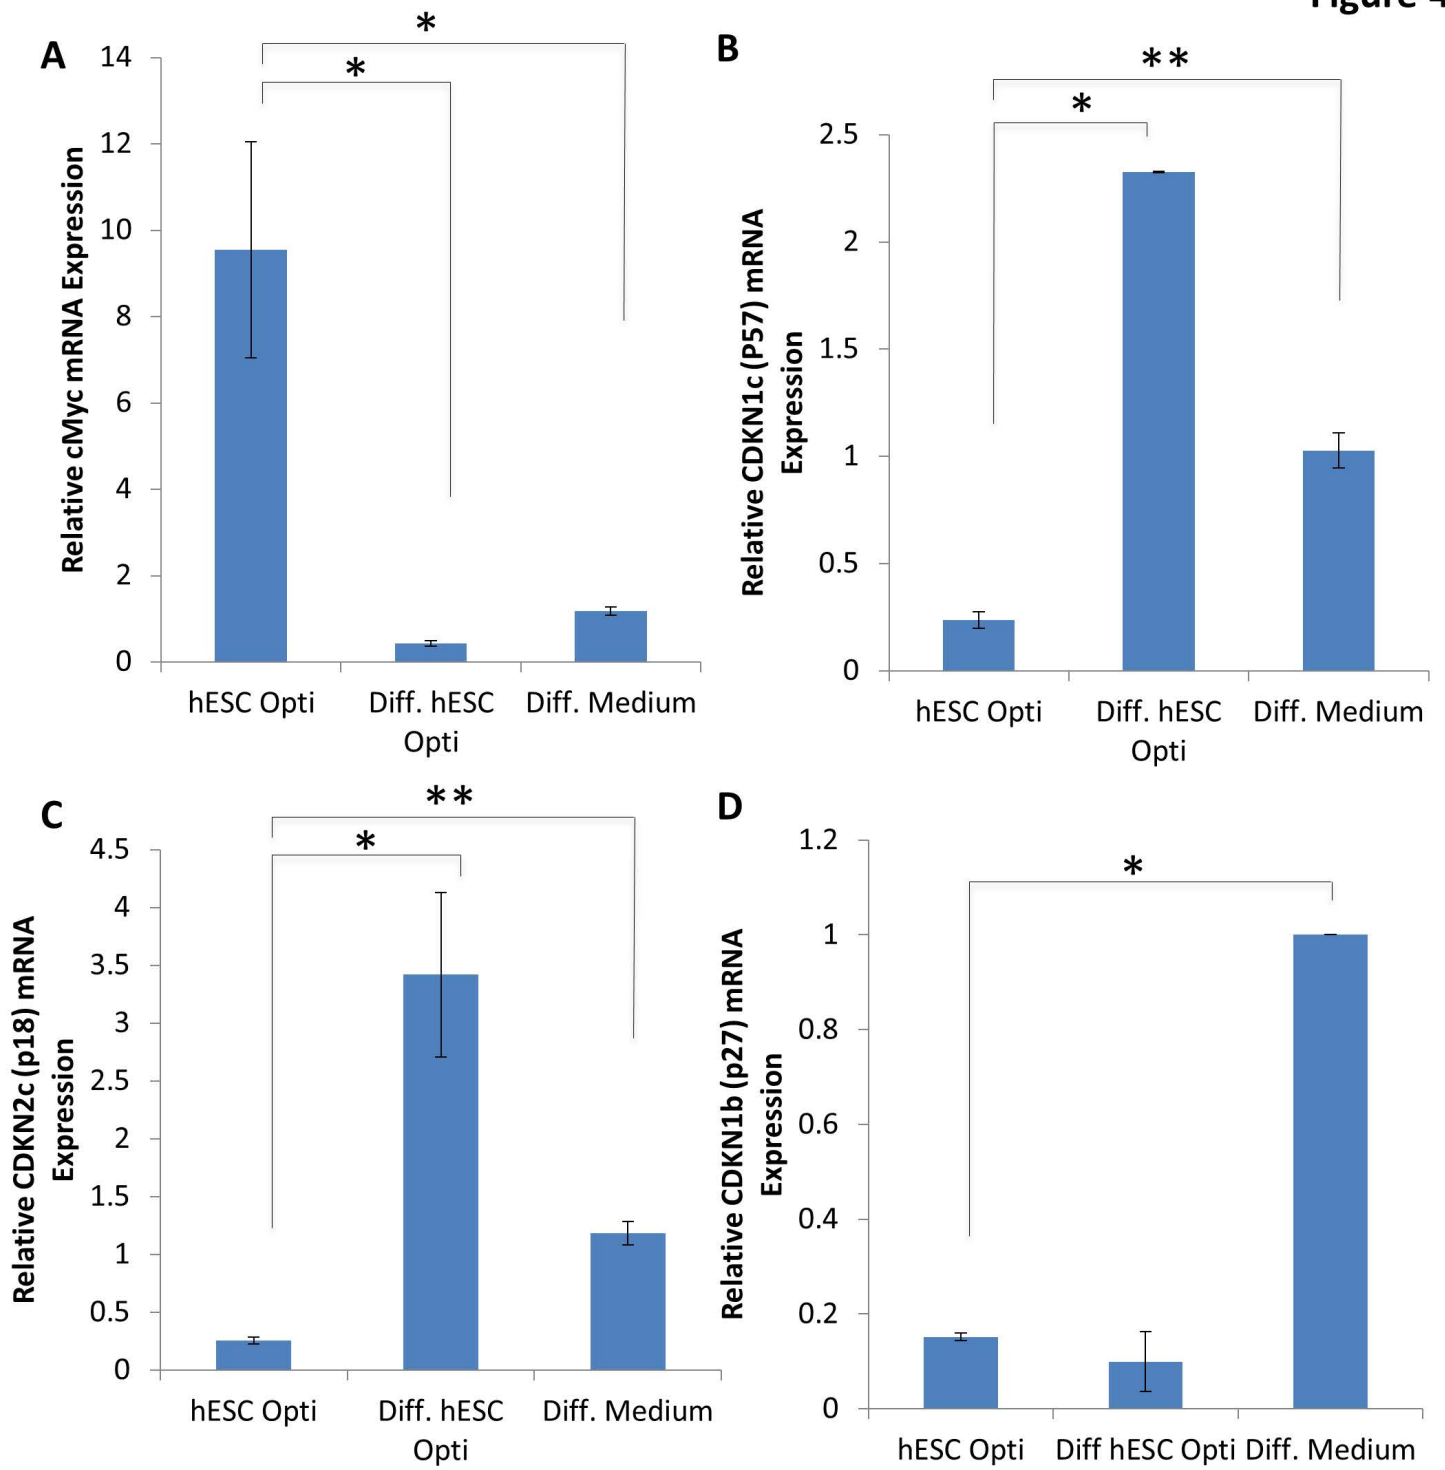 Figure 4
A
*
*
14
12
10
8
6
4
2
0
Relative cMyc mRNA Expression
hESC Opti
Diff. hESC
Opti
Diff. Medium
B
**
*
2.5
2
1.5
1
0.5
0
Relative CDKN1c (P57) mRNA
Expression
hESC Opti
Diff. hESC
Opti
Diff. Medium
C
**
*
4.5
4
3.5
3
2.5
2
1.5
1
0.5
0
Relative CDKN2c (p18) mRNA
Expression
hESC Opti
Diff. hESC
Opti
Diff. Medium
D
*
1.2
1
0.8
0.6
0.4
0.2
0
Relative CDKN1b (p27) mRNA
Expression
hESC Opti
Diff hESC Opti
Diff. Medium